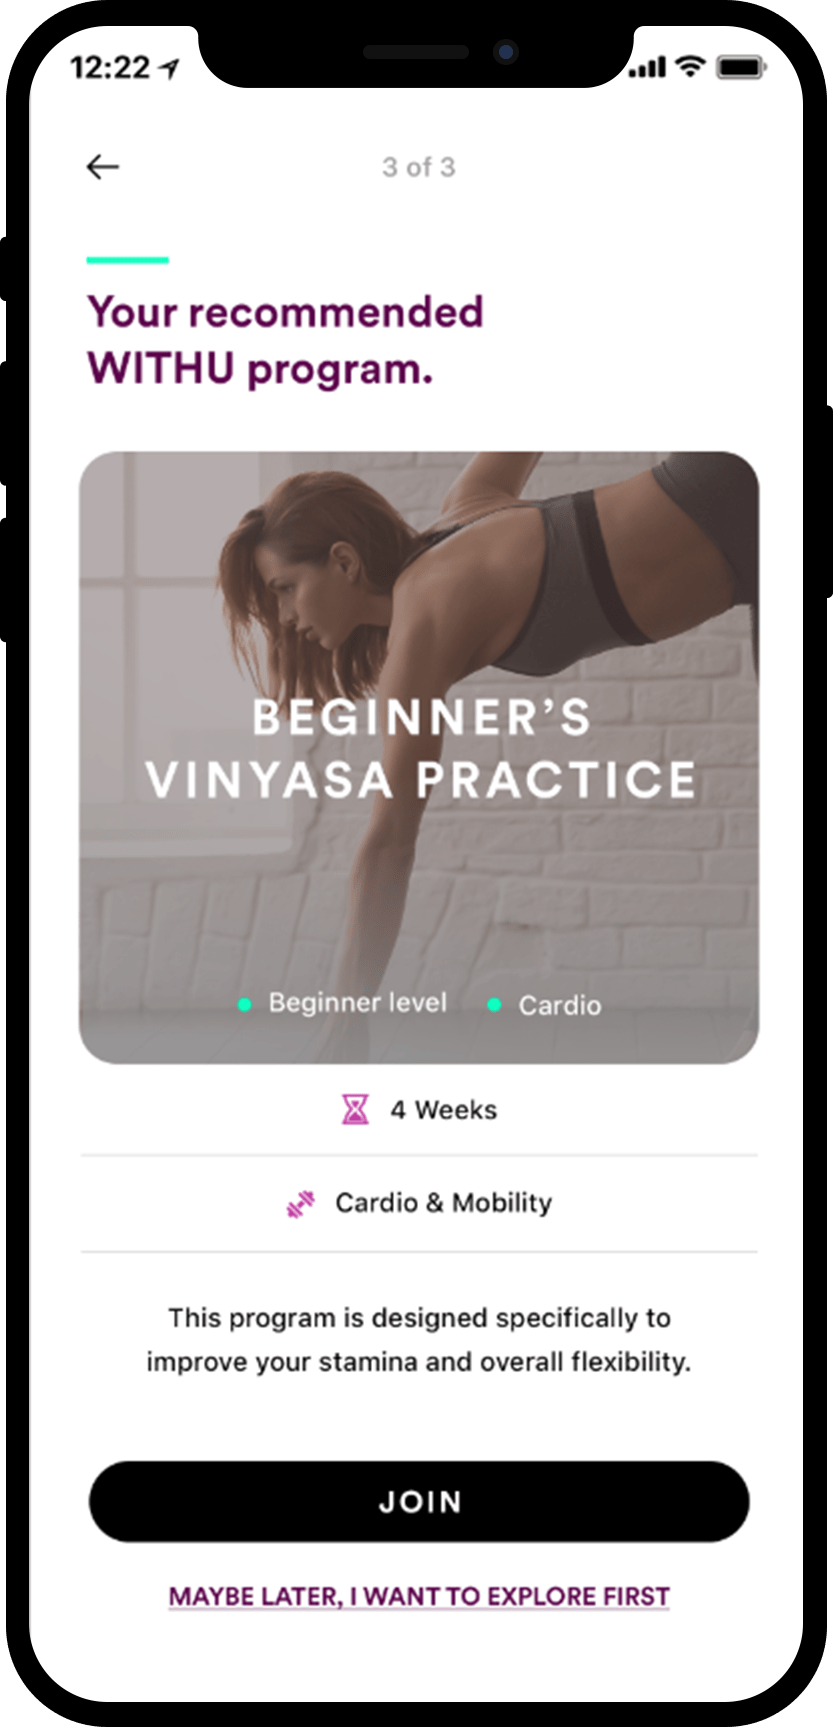 12:22
3 of 3
Your recommended
WITHU program.
BEGINNER’S
VINYASA PRACTICE
Beginner level
Cardio
4 Weeks
Cardio & Mobility
This program is designed specifically to
improve your stamina and overall flexibility.
JOIN
MAYBE LATER, I WANT TO EXPLORE FIRST